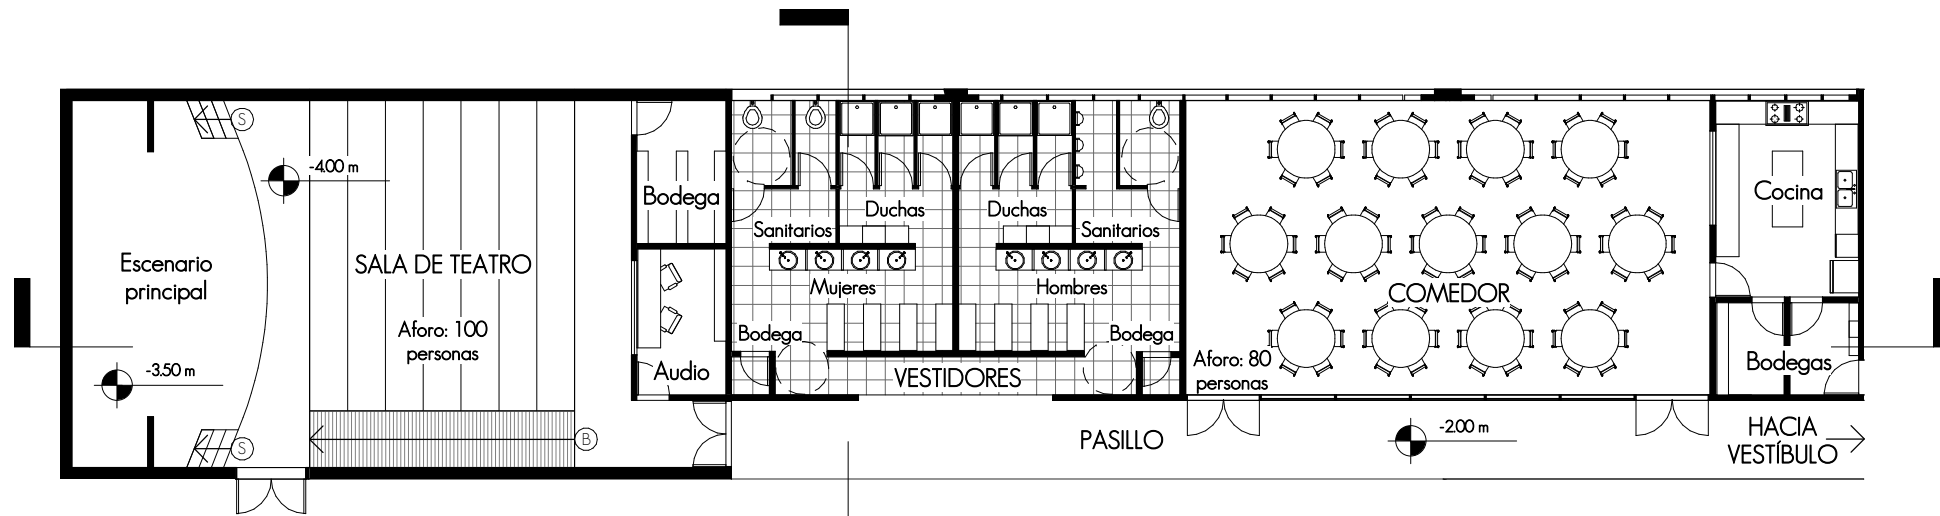 S
-4.00 m
Bodega
Duchas
Duchas
Cocina
Sanitarios
Sanitarios
Escenario
principal
SALA DE TEATRO
Mujeres
Hombres
COMEDOR
Aforo: 100
personas
Bodega
Bodega
-3.50 m
Audio
VESTIDORES
Aforo: 80
personas
Bodegas
S
B
PASILLO
-2.00 m
HACIA
VESTÍBULO